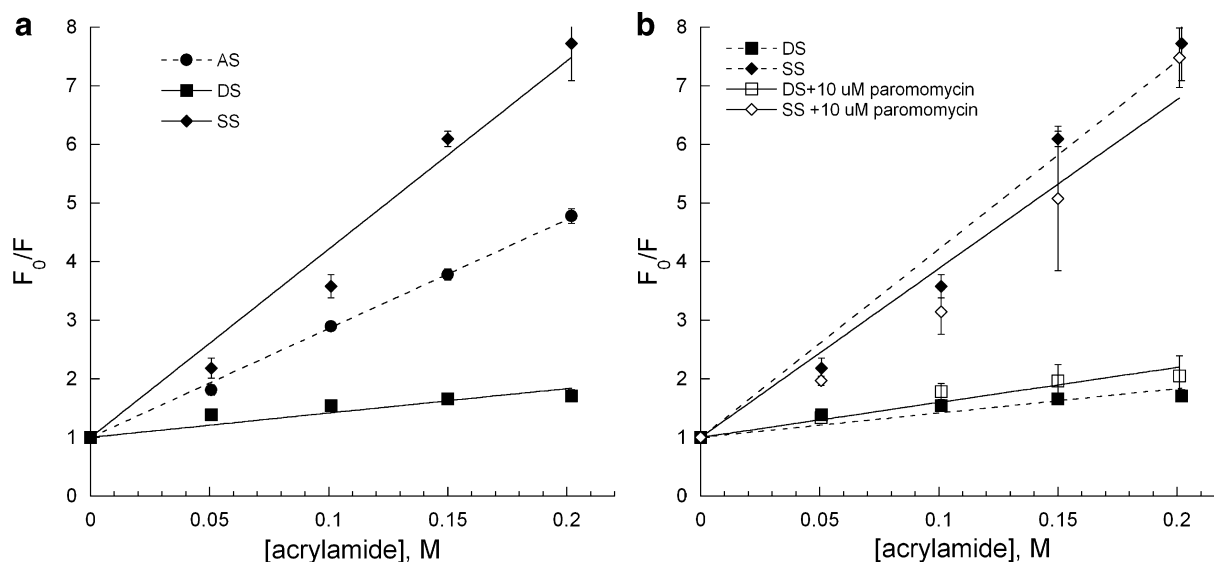 a
8
7
6
5
4
3
2
1
0
F0/F
AS
DS
SS
0
0.05
0.1
0.15
0.2
[acrylamide], M
b
8
7
6
5
4
3
2
1
0
F0/F
DS
SS
DS+10 uM paromomycin
SS +10 uM paromomycin
0
0.05
0.1
0.15
0.2
[acrylamide], M